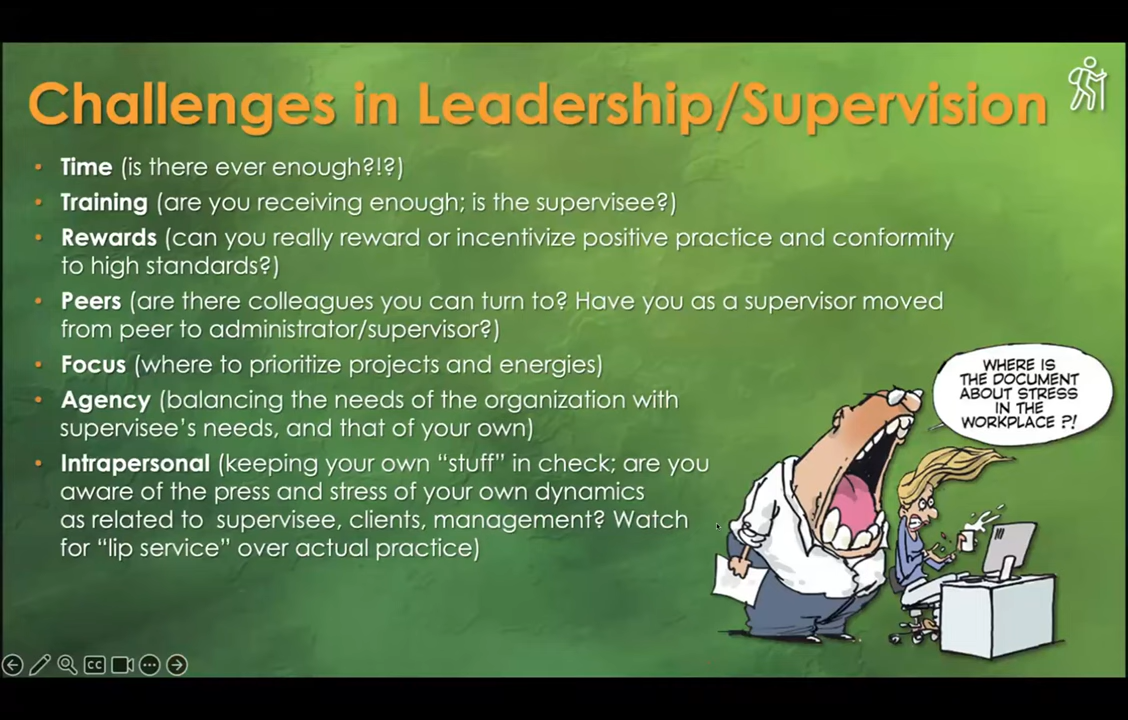 Challenges in Leadership/Supervision
• Time (is there ever enough?!?)
• Training (are you receiving enough; is the supervisee?)
• Rewards (can you really reward or incentivize positive practice and conformity
to high standards?)
• Peers (are there colleagues you can turn to? Have you as a supervisor moved
from peer to administrator/supervisor?)
• Focus (where to prioritize projects and energies)
• Agency (balancing the needs of the organization with
supervisee's needs, and that of your own)
• Intrapersonal (keeping your own “stuff” in check; are you
aware of the press and stress of your own dynamics
as related to supervisee, clients, management? Watch
for “lip service” over actual practice)
WHERE IS
THE DOCUMENT
ABOUT STRESS
IN THE
WORKPLACE ?!
CC